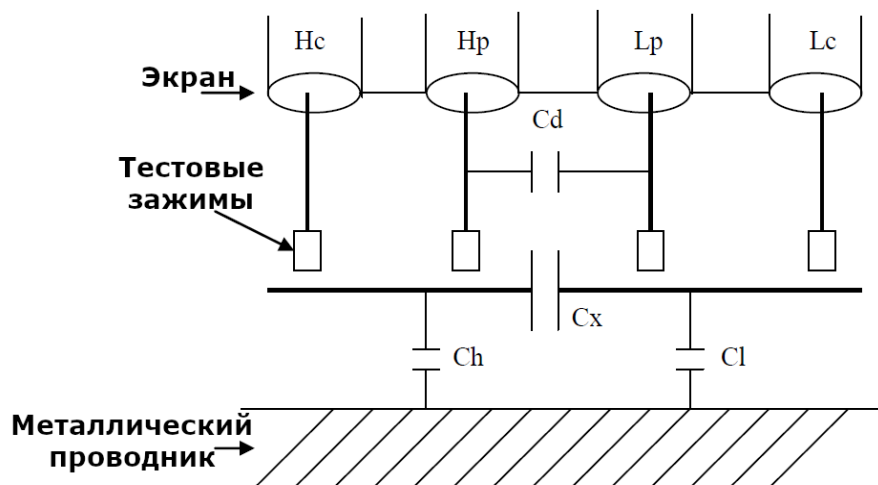 Hc Hp Lp Lc
Экран
Cd
Тестовые
зажимы
Cx
Ch Cl
Металлический
проводник